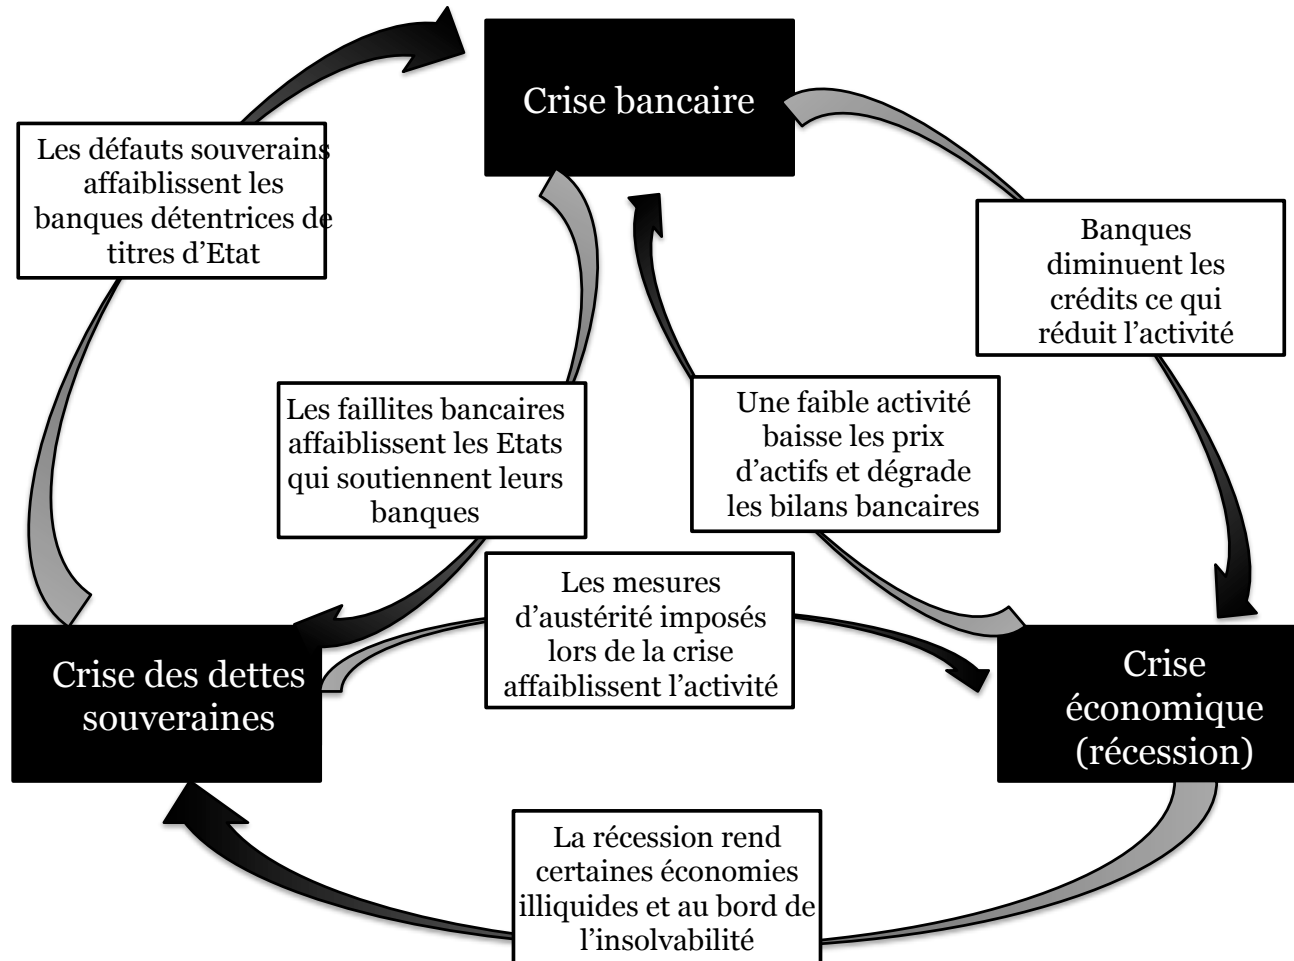 Crise bancaire
Les défauts souverains
affaiblissent les
banques détentrices de
titres d’Etat
Banques
diminuent les
crédits ce qui
réduit l’activité
Les faillites bancaires
affaiblissent les Etats
qui soutiennent leurs
banques
Une faible activité
baisse les prix
d’actifs et dégrade
les bilans bancaires
Les mesures
d’austérité imposés
lors de la crise
affaiblissent l’activité
Crise des dettes
souveraines
Crise
économique
(récession)
La récession rend
certaines économies
illiquides et au bord de
l’insolvabilité